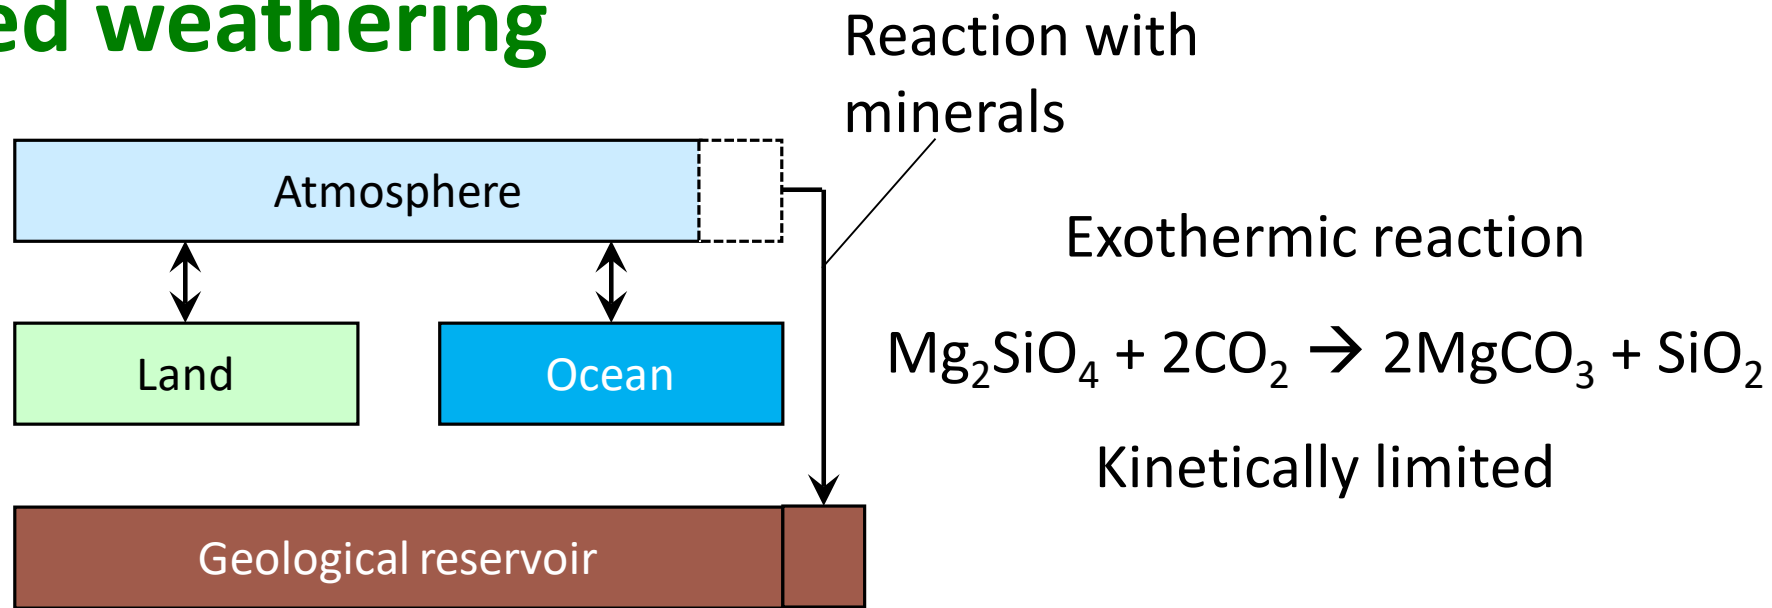 ed weathering
Reaction with
minerals
Atmosphere
Exothermic reaction
Land
Ocean
Mg₂SiO₄ + 2CO₂ → 2MgCO₃ + SiO₂
Kinetically limited
Geological reservoir